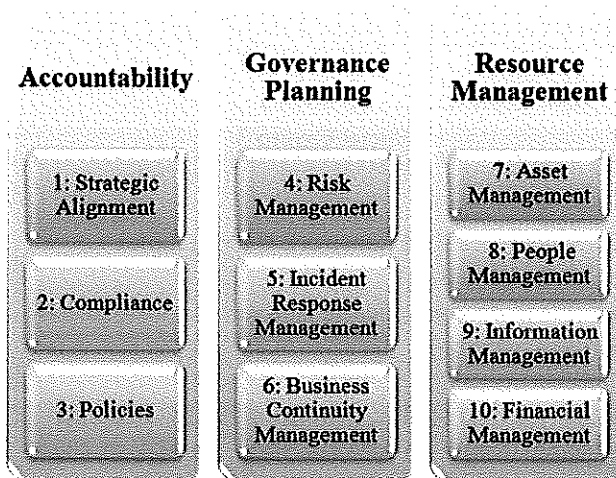 Accountability
1: Strategic
Alignment
2: Compliance
3: Policies
Governance
Planning
4: Risk
Management
5: Incident
Response
Management
6: Business
Continuity
Management
Resource
Management
7: Asset
Management
8: People
Management
9: Information
Management
10: Financial
Management